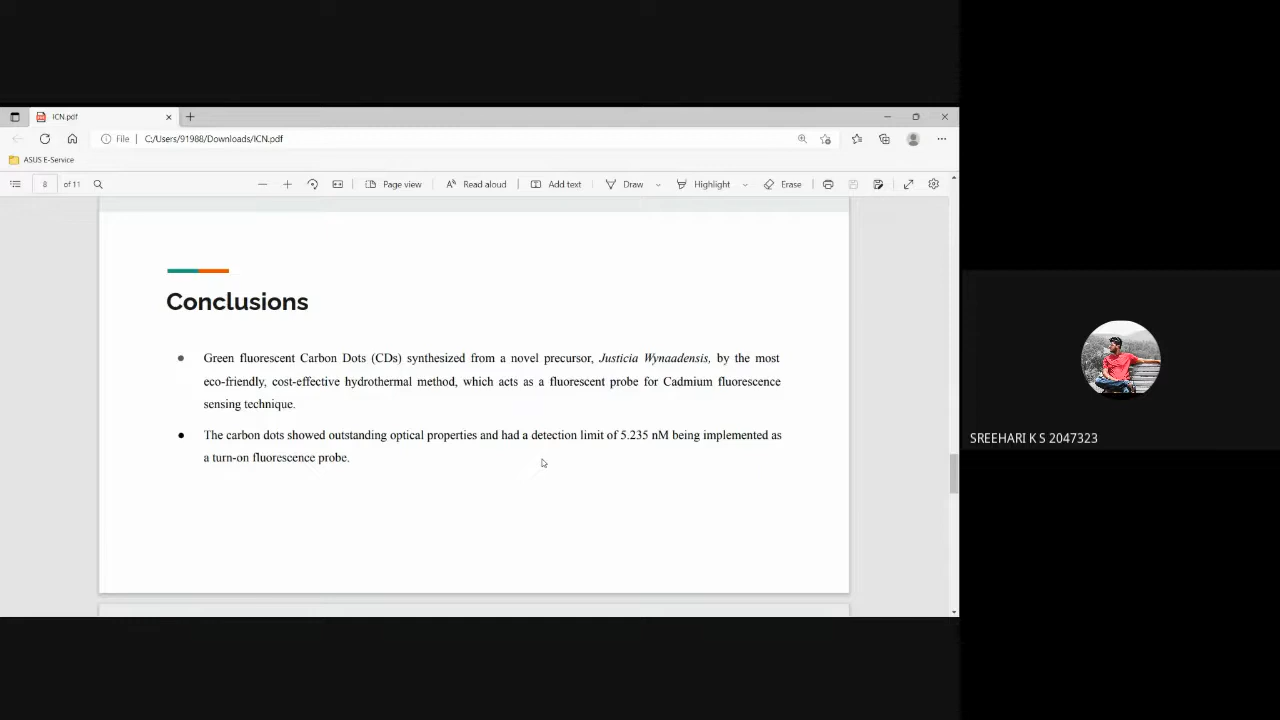 ICN.pdf
File | C:/Users/91988/Downloads/ICN.pdf
ASUS E-Service
8 of 11 Page view Read aloud Add text Draw Highlight Erase
Conclusions
● Green fluorescent Carbon Dots (CDs) synthesized from a novel precursor, Justicia Wynaadensis, by the most
eco-friendly, cost-effective hydrothermal method, which acts as a fluorescent probe for Cadmium fluorescence
sensing technique.
● The carbon dots showed outstanding optical properties and had a detection limit of 5.235 nM being implemented as
a turn-on fluorescence probe.
SREEHARI K S 2047323